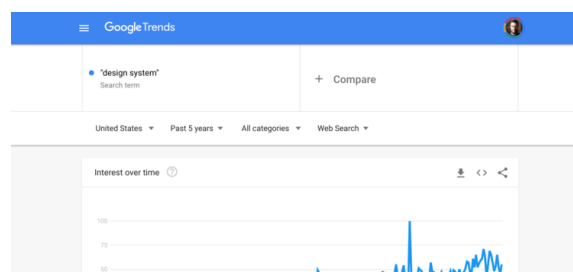 Google Trends
"design system"
Search term
+ Compare
United States Past 5 years All categories Web Search
Interest over time
100
75
50